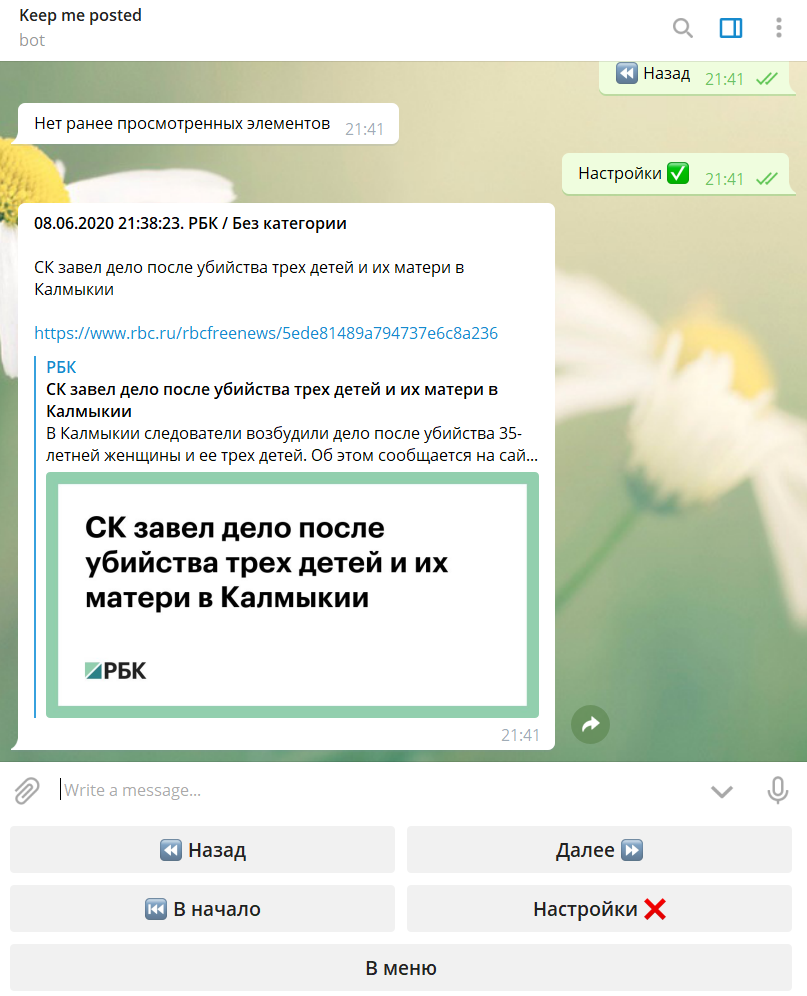 Keep me posted
bot
⏪ Назад 21:41
Нет ранее просмотренных элементов 21:41
Настройки ✅ 21:41
08.06.2020 21:38:23. РБК / Без категории
СК завел дело после убийства трех детей и их матери в
Калмыкии
https://www.rbc.ru/rbcfreenews/5ede81489a794737e6c8a236
РБК
СК завел дело после убийства трех детей и их матери в
Калмыкии
В Калмыкии следователи возбудили дело после убийства 35-
летней женщины и ее трех детей. Об этом сообщается на сай...
СК завел дело после
убийства трех детей и их
матери в Калмыкии
РБК
21:41
Write a message...
⏪ Назад
Далее ⏩
⏮ В начало
Настройки ❌
В меню